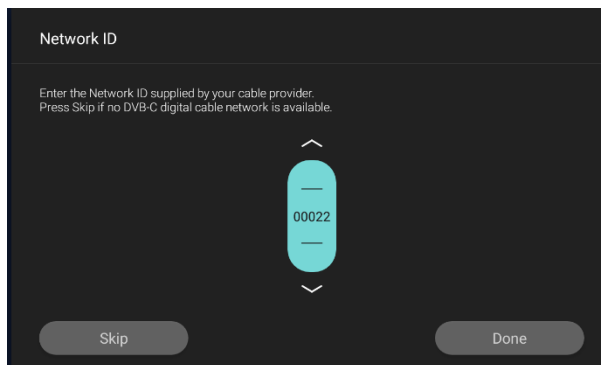 Network ID
Enter the Network ID supplied by your cable provider.
Press Skip if no DVB-C digital cable network is available.
00022
Skip
Done